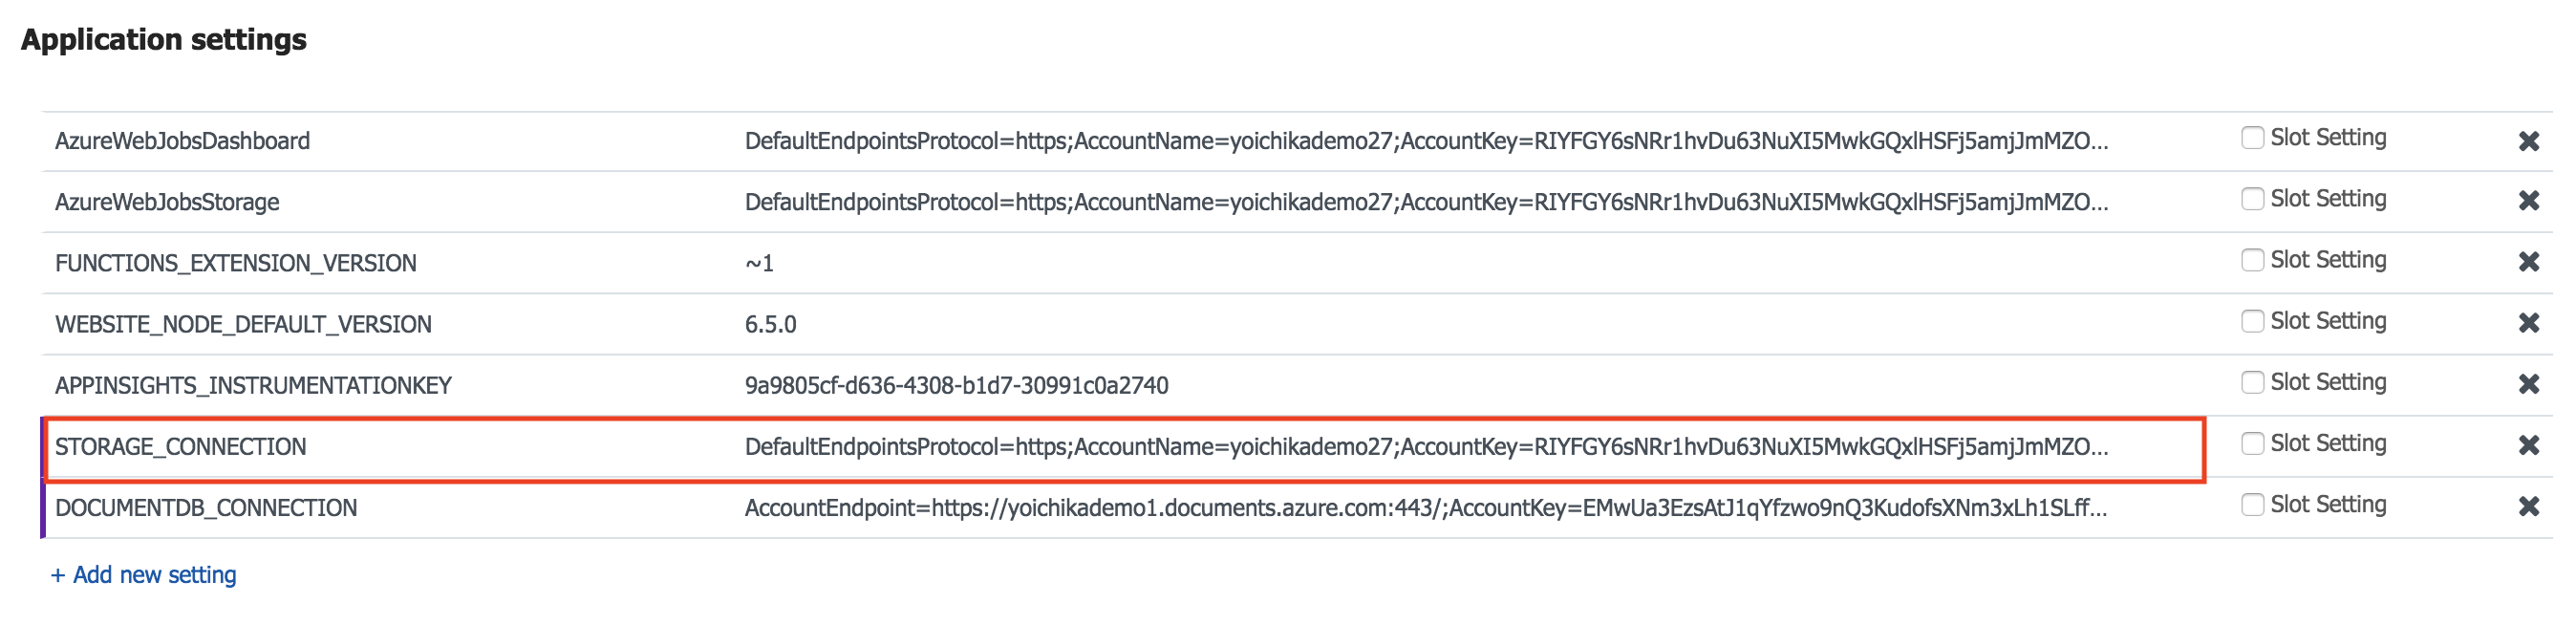 Application settings
AzureWebJobsDashboard DefaultEndpointsProtocol=https;AccountName=yoichikademo27;AccountKey=RIYFGY6sNRr1hvDu63NuXI5MwkGQxlHSFj5amjJmMZO... Slot Setting
AzureWebJobsStorage DefaultEndpointsProtocol=https;AccountName=yoichikademo27;AccountKey=RIYFGY6sNRr1hvDu63NuXI5MwkGQxlHSFj5amjJmMZO... Slot Setting
FUNCTIONS_EXTENSION_VERSION ~1 Slot Setting
WEBSITE_NODE_DEFAULT_VERSION 6.5.0 Slot Setting
APPINSIGHTS_INSTRUMENTATIONKEY 9a9805cf-d636-4308-b1d7-30991c0a2740 Slot Setting
STORAGE_CONNECTION DefaultEndpointsProtocol=https;AccountName=yoichikademo27;AccountKey=RIYFGY6sNRr1hvDu63NuXI5MwkGQxlHSFj5amjJmMZO... Slot Setting
DOCUMENTDB_CONNECTION AccountEndpoint=https://yoichikademo1.documents.azure.com:443/;AccountKey=EMwUa3EzsAtJ1qYfzwo9nQ3KudofsXNm3xLh1SLff... Slot Setting
+ Add new setting